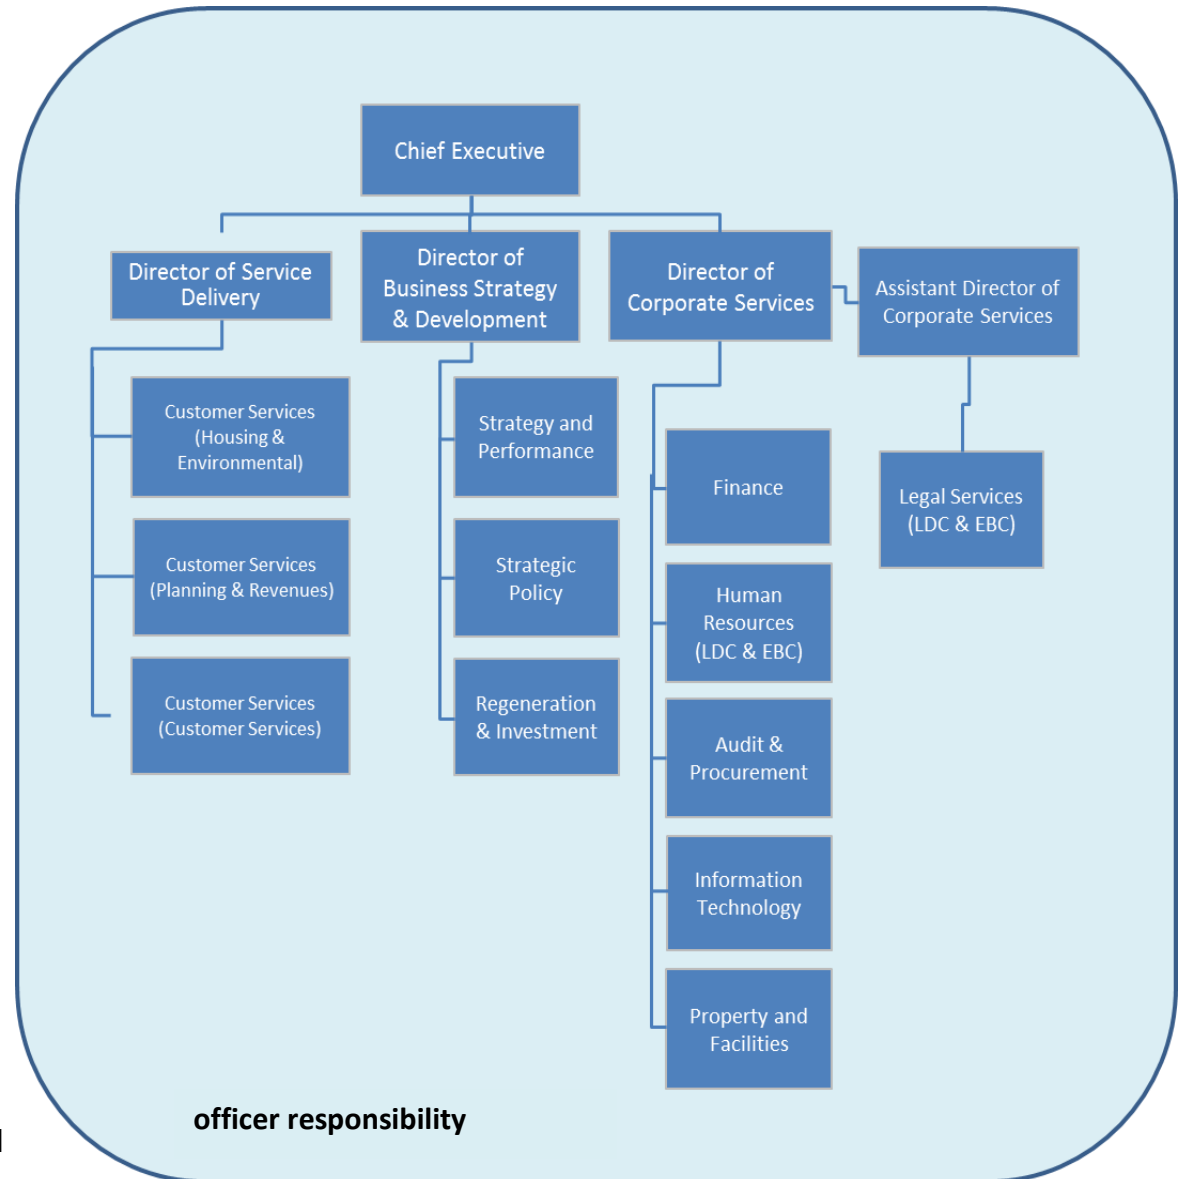 Chief Executive
Director of Service
Delivery
Director of
Business Strategy
& Development
Director of
Corporate Services
Assistant Director of
Corporate Services
Customer Services
(Housing &
Environmental)
Customer Services
(Planning & Revenues)
Customer Services
(Customer Services)
Strategy and
Performance
Strategic
Policy
Regeneration
& Investment
Finance
Human
Resources
(LDC & EBC)
Audit &
Procurement
Information
Technology
Property and
Facilities
Legal Services
(LDC & EBC)
officer responsibility